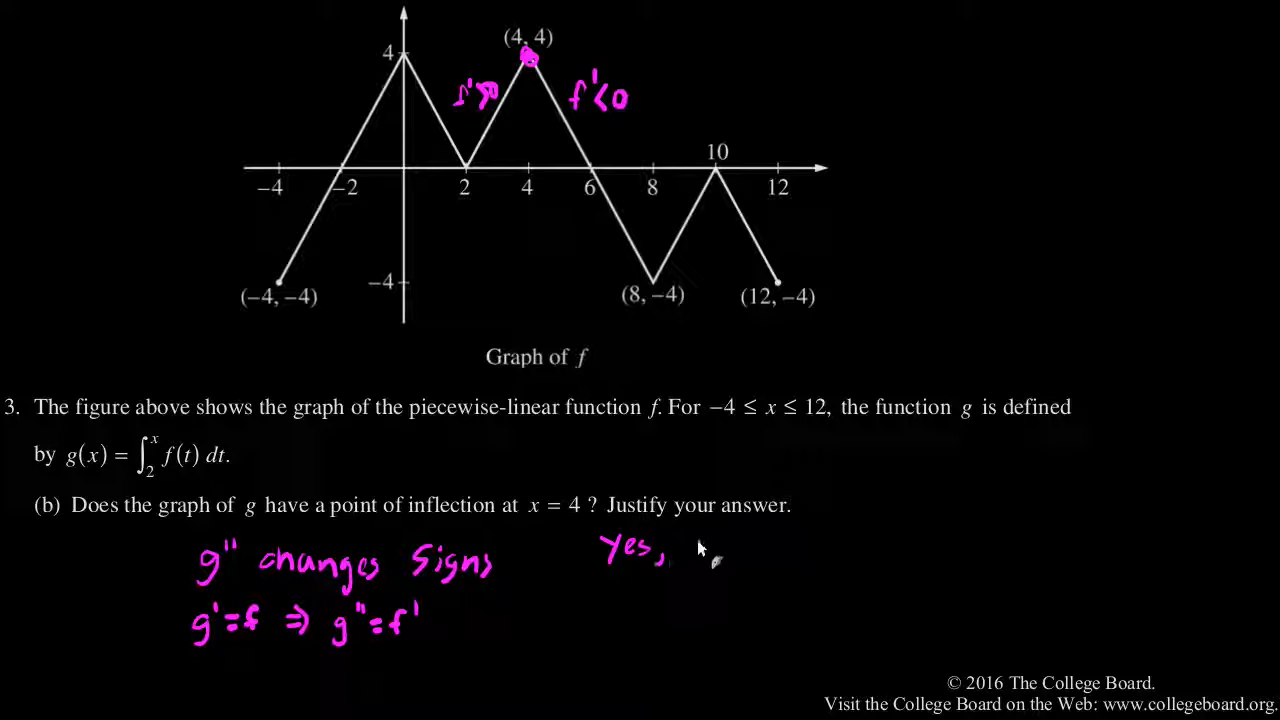 (4, 4)
4
f'>0
f'<0
10
−4
−2
2
4
6
8
12
−4
(−4, −4)
(8, −4)
(12, −4)
Graph of f
3. The figure above shows the graph of the piecewise-linear function f. For −4 ≤ x ≤ 12, the function g is defined
by g(x) = ∫₂ˣ f(t) dt.
(b) Does the graph of g have a point of inflection at x = 4 ? Justify your answer.
g'' changes signs
Yes,
g'=f ⇒ g''=f'
© 2016 The College Board.
Visit the College Board on the Web: www.collegeboard.org.